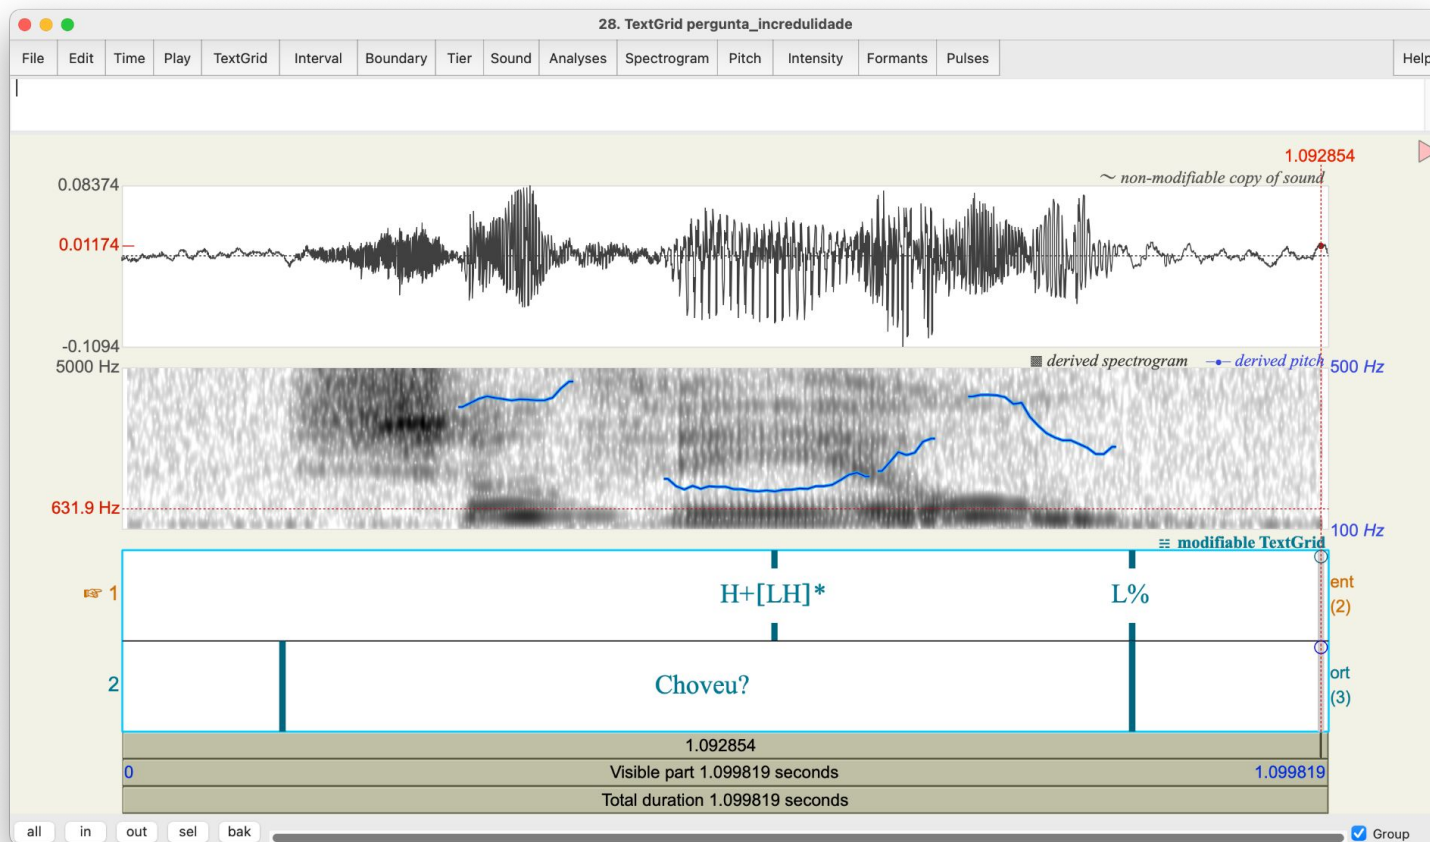 28. TextGrid pergunta_incredulidade
File Edit Time Play TextGrid Interval Boundary Tier Sound Analyses Spectrogram Pitch Intensity Formants Pulses Help
1.092854
~ non-modifiable copy of sound
0.08374
0.01174
-0.1094
5000 Hz
derived spectrogram derived pitch
500 Hz
631.9 Hz
100 Hz
modifiable TextGrid
1
H+[LH]*
L%
ent
(2)
2
Choveu?
ort
(3)
1.092854
0
Visible part 1.099819 seconds
1.099819
Total duration 1.099819 seconds
all in out sel bak
Group